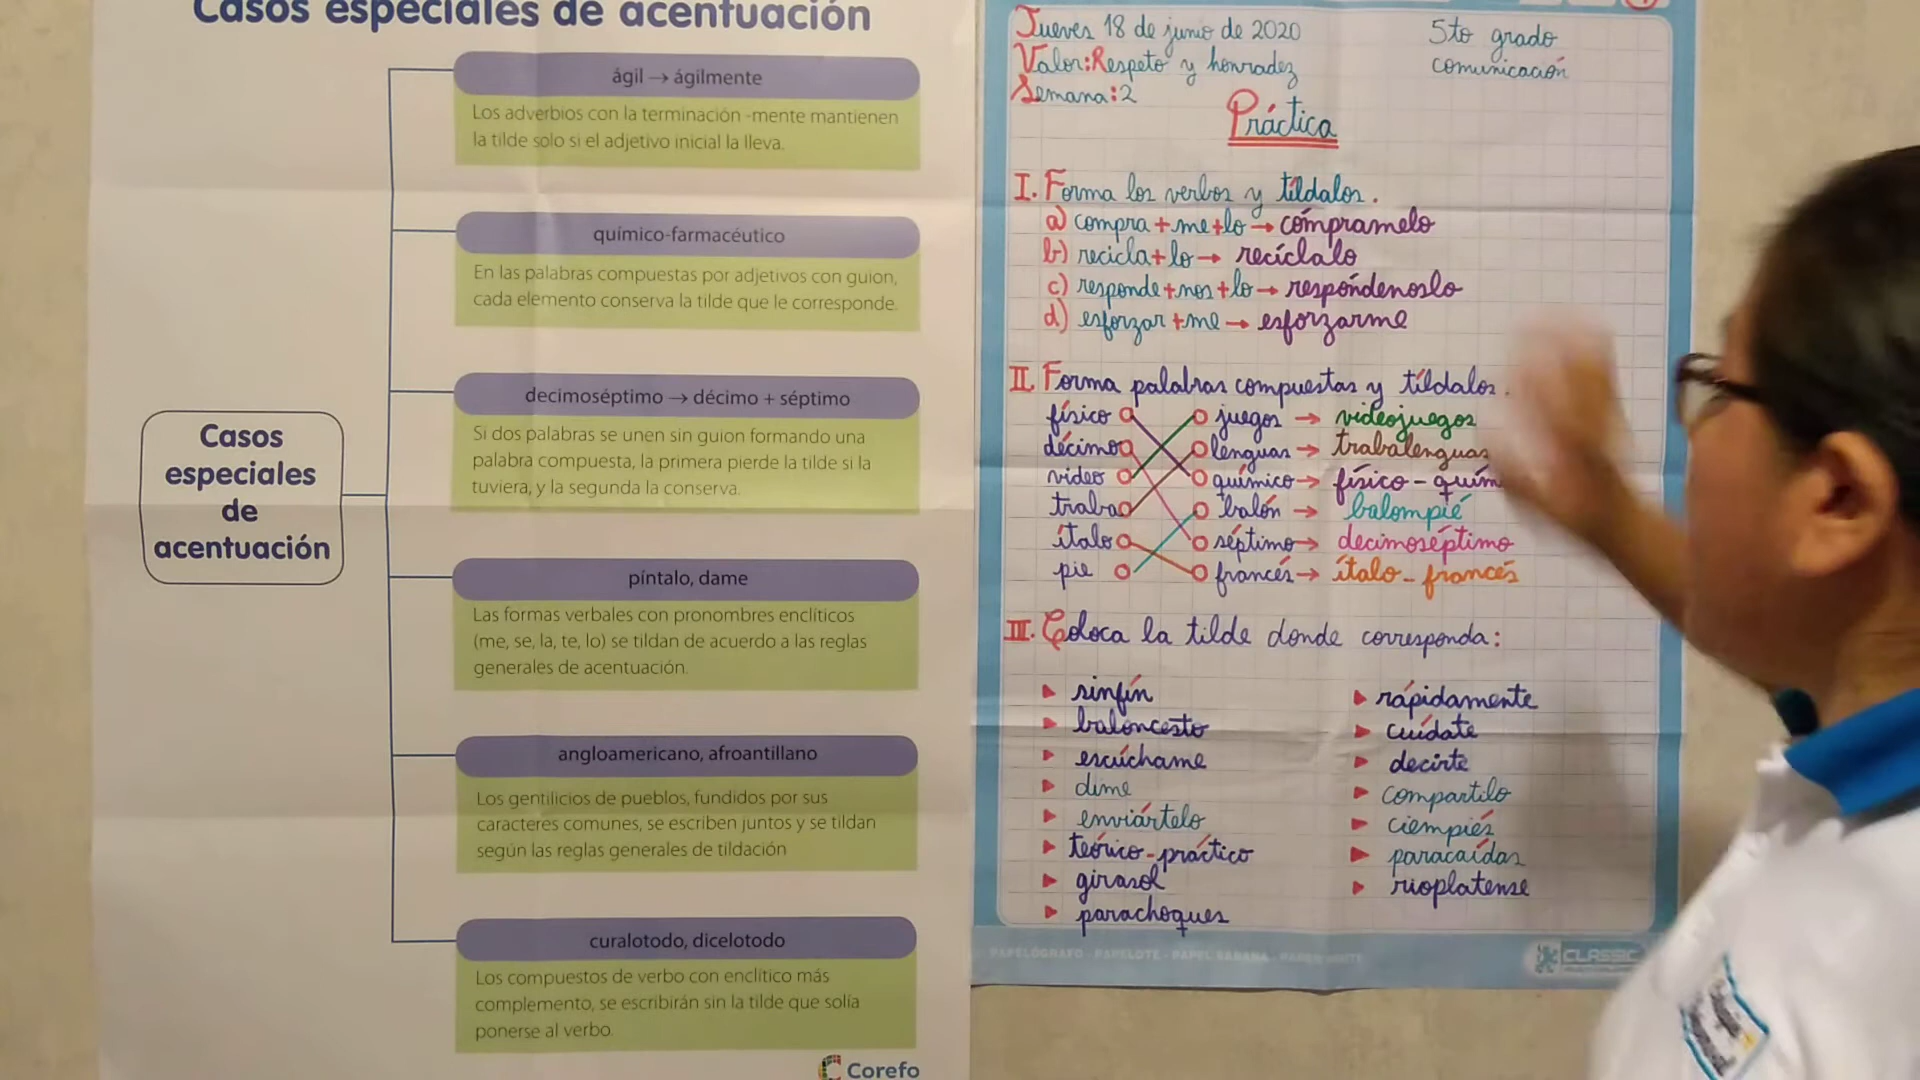 Casos especiales de acentuación
Casos
especiales
de
acentuación
ágil → ágilmente
Los adverbios con la terminación -mente mantienen
la tilde solo si el adjetivo inicial la lleva.
químico-farmacéutico
En las palabras compuestas por adjetivos con guion,
cada elemento conserva la tilde que le corresponde.
decimoséptimo → décimo + séptimo
Si dos palabras se unen sin guion formando una
palabra compuesta, la primera pierde la tilde si la
tuviera, y la segunda la conserva.
píntalo, dame
Las formas verbales con pronombres enclíticos
(me, se, la, te, lo) se tildan de acuerdo a las reglas
generales de acentuación.
angloamericano, afroantillano
Los gentilicios de pueblos, fundidos por sus
caracteres comunes, se escriben juntos y se tildan
según las reglas generales de tildación
curalotodo, dicelotodo
Los compuestos de verbo con enclítico más
complemento, se escribirán sin la tilde que solía
ponerse al verbo.
Corefo
Jueves 18 de junio de 2020
5to grado
Valor: Respeto y honradez
comunicación
Semana: 2
Práctica
I. Forma los verbos y tíldalos.
a) compra + me + lo → cómpramelo
b) recicla + lo → recíclalo
c) responde + nos + lo → respóndenoslo
d) esforzar + me → esforzarme
II. Forma palabras compuestas y tíldalos.
físico juegos → videojuegos
décimo lenguas → trabalenguas
video químico → físico - quím
traba balón → balompié
ítalo séptimo → decimoséptimo
pie francés → ítalo - francés
III. Coloca la tilde donde corresponda:
sinfín rápidamente
baloncesto cuídate
escúchame decirte
dime compartilo
enviártelo ciempiés
teórico - práctico paracaídas
girasol rioplatense
parachoques
PAPELÓGRAFO - PAPELOTE - PAPEL SABANA
CLASSIC